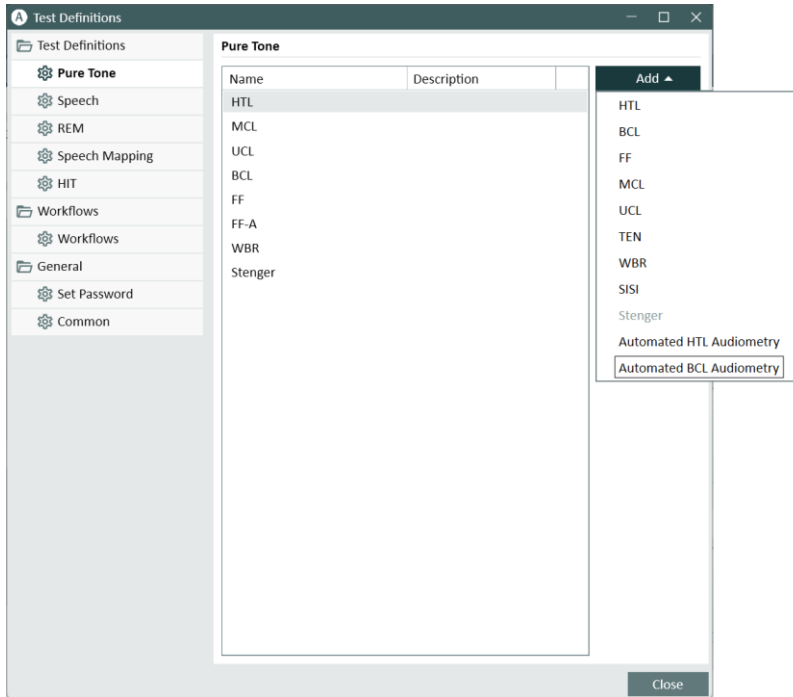 A Test Definitions
Test Definitions
Pure Tone
Speech
REM
Speech Mapping
HIT
Workflows
Workflows
General
Set Password
Common
Pure Tone
Name Description
HTL
MCL
UCL
BCL
FF
FF-A
WBR
Stenger
Add
HTL
BCL
FF
MCL
UCL
TEN
WBR
SISI
Stenger
Automated HTL Audiometry
Automated BCL Audiometry
Close